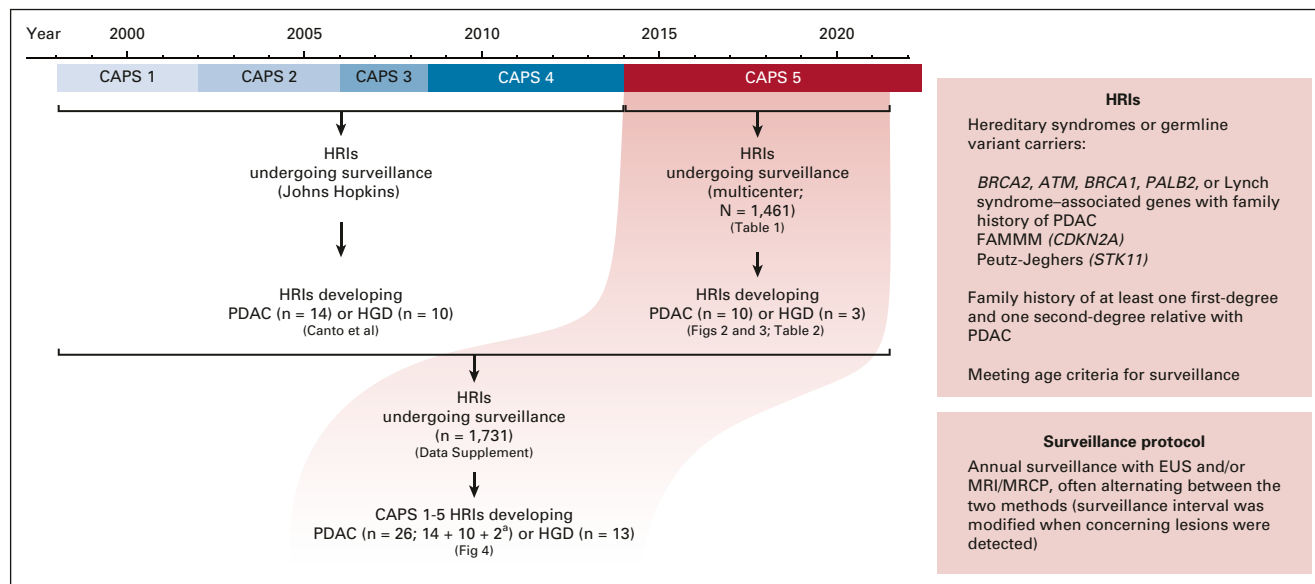 Year 2000 2005 2010 2015 2020
CAPS 1 CAPS 2 CAPS 3 CAPS 4 CAPS 5
HRIs
undergoing surveillance
(Johns Hopkins)
HRIs developing
PDAC (n = 14) or HGD (n = 10)
(Canto et al)
HRIs
undergoing surveillance
(multicenter;
N = 1,461)
(Table 1)
HRIs developing
PDAC (n = 10) or HGD (n = 3)
(Figs 2 and 3; Table 2)
HRIs
undergoing surveillance
(n = 1,731)
(Data Supplement)
CAPS 1-5 HRIs developing
PDAC (n = 26; 14 + 10 + 2ᵃ) or HGD (n = 13)
(Fig 4)
HRIs
Hereditary syndromes or germline
variant carriers:
BRCA2, ATM, BRCA1, PALB2, or Lynch
syndrome–associated genes with family
history of PDAC
FAMMM (CDKN2A)
Peutz-Jeghers (STK11)
Family history of at least one first-degree
and one second-degree relative with
PDAC
Meeting age criteria for surveillance
Surveillance protocol
Annual surveillance with EUS and/or
MRI/MRCP, often alternating between the
two methods (surveillance interval was
modified when concerning lesions were
detected)